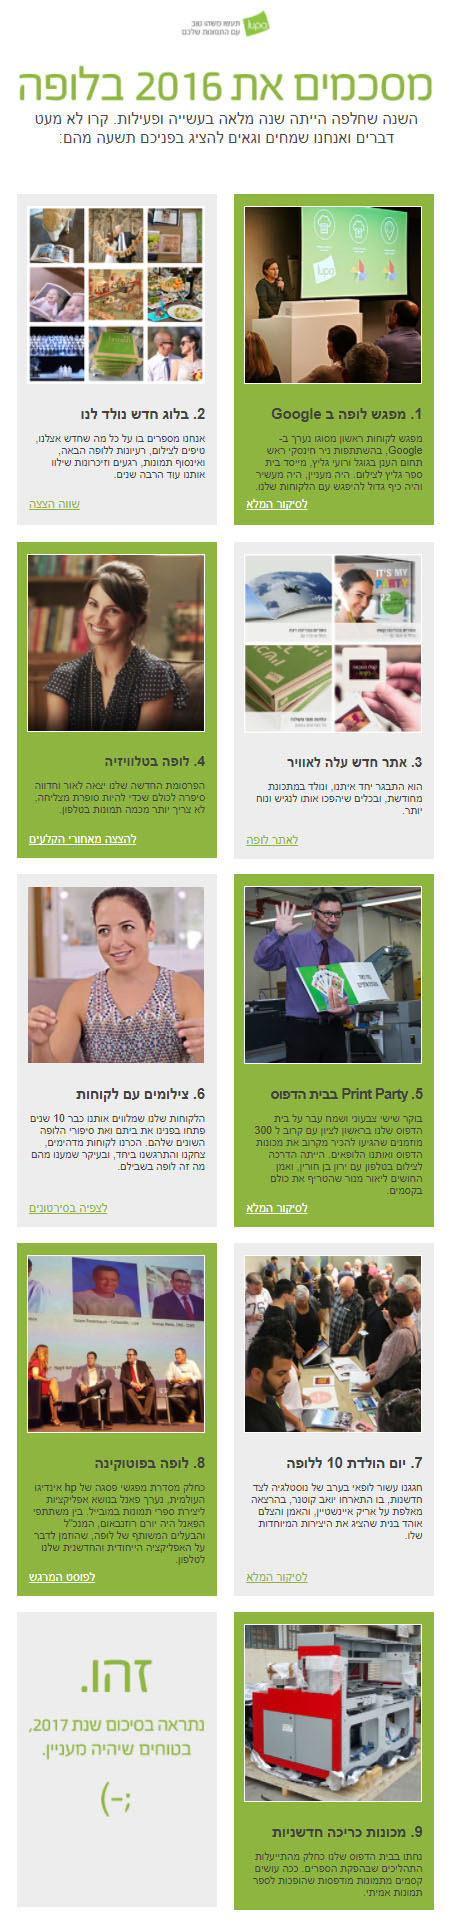 תעשו משהו טוב
עם התמונות שלכם
lupa
מסכמים את 2016 בלופה
השנה שחלפה הייתה שנה מלאה בעשייה ופעילות. קרו לא מעט
דברים ואנחנו שמחים וגאים להציג בפניכם תשעה מהם:
lupa
1. מפגש לופה ב Google
מפגש לקוחות ראשון מסוגו נערך ב-
Google, בהשתתפות ניר חינסקי ראש
תחום הענן בגוגל ורועי גליץ, מייסד בית
ספר גליץ לצילום. היה מעניין, היה מעשיר
והיה כיף גדול להיפגש עם הלקוחות שלנו.
לסיקור המלא
2. בלוג חדש נולד לנו
אנחנו מספרים בו על כל מה שחדש אצלנו,
טיפים לצילום, רעיונות ללופה הבאה,
ואינסוף תמונות, רגעים וזיכרונות שילוו
אותנו עוד הרבה שנים.
שווה הצצה
IT'S MY
PARTY
3. אתר חדש עלה לאוויר
הוא התבגר יחד איתנו, ונולד במתכונת
מחודשת, ובכלים שיהפכו אותו לנגיש ונוח
יותר.
לאתר לופה
4. לופה בטלוויזיה
הפרסומת החדשה שלנו יצאה לאור וחדווה
סיפרה לכולם שכדי להיות סופרת מצליחה,
לא צריך יותר מכמה תמונות בטלפון.
להצצה מאחורי הקלעים
5. Print Party בבית הדפוס
בוקר שישי צבעוני ושמח עבר על בית
הדפוס שלנו בראשון לציון עם קרוב ל 300
מוזמנים שהגיעו להכיר מקרוב את מכונות
הדפוס ואותנו הלופאים. הייתה הדרכה
לצילום בטלפון עם ירון בן חורין, ואמן
החושים ליאור מנור שהטריף את כולם
בקסמים.
לסיקור המלא
6. צילומים עם לקוחות
הלקוחות שלנו שמלווים אותנו כבר 10 שנים
פתחו בפנינו את ביתם ואת סיפורי הלופה
השונים שלהם. הכרנו לקוחות מדהימים,
צחקנו והתרגשנו ביחד, ובעיקר שמענו מהם
מה זה לופה בשבילם.
לצפיה בסירטונים
7. יום הולדת 10 ללופה
חגגנו עשור לופאי בערב של נוסטלגיה לצד
חדשנות, בו התארחו יואב קוטנר, בהרצאה
מאלפת על אריק איינשטיין, והאמן והצלם
אוהד בנית שהציג את היצירות המיוחדות
שלו.
לסיקור המלא
8. לופה בפוטוקינה
כחלק מסדרת מפגשי פסגה של hp אינדיגו
העולמית, נערך פאנל בנושא אפליקציות
ליצירת ספרי תמונות במובייל. בין משתתפי
הפאנל היה יורם רוזנבאום, המנכ"ל
והבעלים המשותף של לופה, שהוזמן לדבר
על האפליקציה הייחודית והחדשנית שלנו
לטלפון.
לפוסט המרגש
9. מכונות כריכה חדשניות
נחתו בבית הדפוס שלנו כחלק מהתייעלות
התהליכים שבהפקת הספרים. ככה עושים
קסמים מתמונות מודפסות שהופכות לספר
תמונות אמיתי.
זהו.
נתראה בסיכום שנת 2017,
בטוחים שיהיה מעניין.
;-)